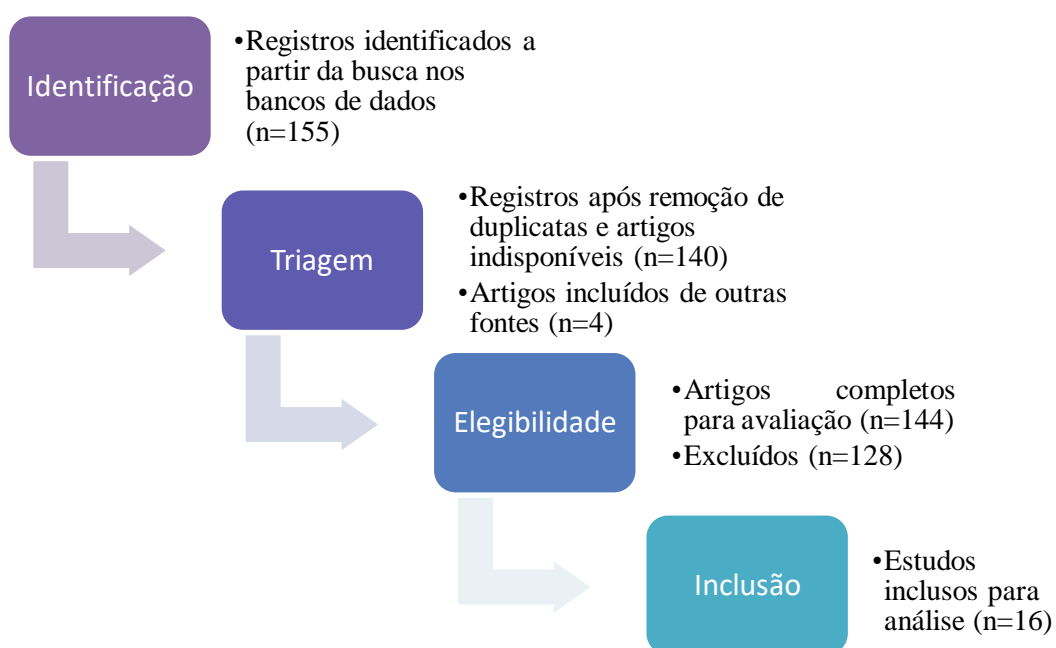 Identificação
•Registros identificados a
partir da busca nos
bancos de dados
(n=155)
Triagem
•Registros após remoção de
duplicatas e artigos
indisponíveis (n=140)
•Artigos incluídos de outras
fontes (n=4)
Elegibilidade
•Artigos completos
para avaliação (n=144)
•Excluídos (n=128)
Inclusão
•Estudos
inclusos para
análise (n=16)